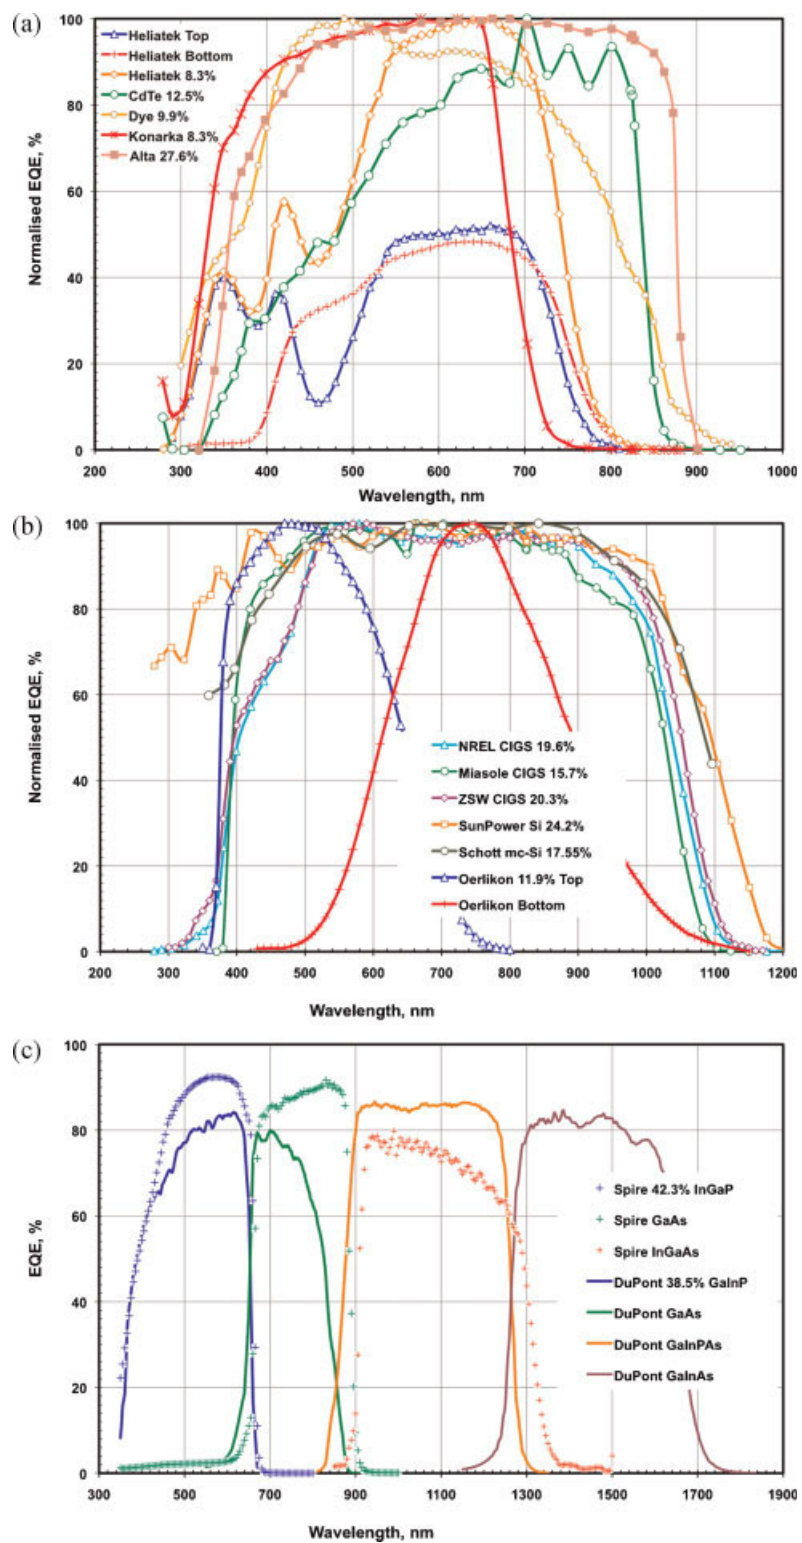 (a)
Normalised EQE, %
100
80
60
40
20
0
Heliatek Top
Heliatek Bottom
Heliatek 8.3%
CdTe 12.5%
Dye 9.9%
Konarka 8.3%
Alta 27.6%
200 300 400 500 600 700 800 900 1000
Wavelength, nm
(b)
Normalised EQE, %
100
80
60
40
20
0
NREL CIGS 19.6%
Miasole CIGS 15.7%
ZSW CIGS 20.3%
SunPower Si 24.2%
Schott mc-Si 17.55%
Oerlikon 11.9% Top
Oerlikon Bottom
200 300 400 500 600 700 800 900 1000 1100 1200
Wavelength, nm
(c)
EQE, %
100
80
60
40
20
0
Spire 42.3% InGaP
Spire GaAs
Spire InGaAs
DuPont 38.5% GaInP
DuPont GaAs
DuPont GaInPAs
DuPont GaInAs
300 500 700 900 1100 1300 1500 1700 1900
Wavelength, nm